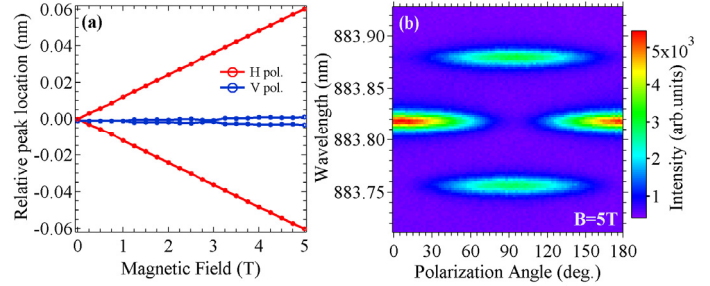 (a)
H pol.
V pol.
0.06
0.04
0.02
-0.00
-0.02
-0.04
-0.06
Relative peak location (nm)
0 1 2 3 4 5
Magnetic Field (T)
(b)
883.90
883.85
883.80
883.75
Wavelength (nm)
B=5T
0 30 60 90 120 150 180
Polarization Angle (deg.)
5x10³
4
3
2
1
Intensity (arb.units)